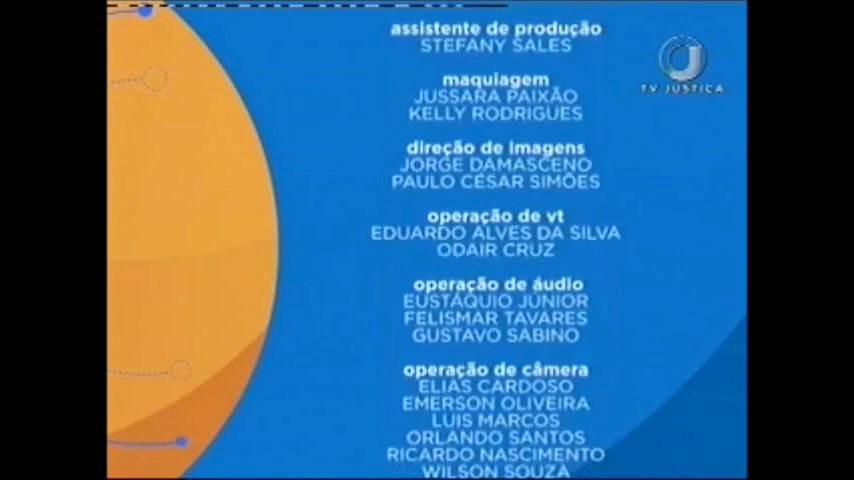 assistente de produção
STEFANY SALES
TV JUSTIÇA
maquiagem
JUSSARA PAIXÃO
KELLY RODRIGUES
direção de imagens
JORGE DAMASCENO
PAULO CÉSAR SIMÕES
operação de vt
EDUARDO ALVES DA SILVA
ODAIR CRUZ
operação de áudio
EUSTÁQUIO JÚNIOR
FELISMAR TAVARES
GUSTAVO SABINO
operação de câmera
ELIAS CARDOSO
EMERSON OLIVEIRA
LUIS MARCOS
ORLANDO SANTOS
RICARDO NASCIMENTO
WILSON SOUZA